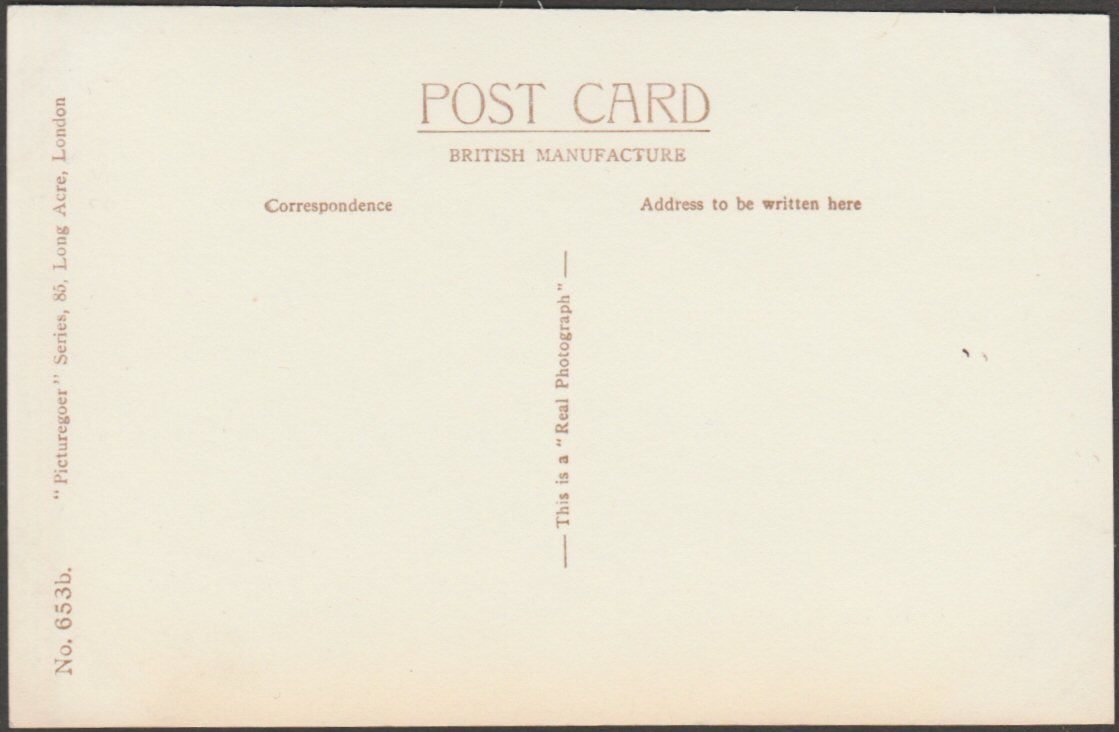 POST CARD
BRITISH MANUFACTURE
Correspondence
Address to be written here
— This is a "Real Photograph" —
No. 653b. "Picturegoer" Series, 85, Long Acre, London